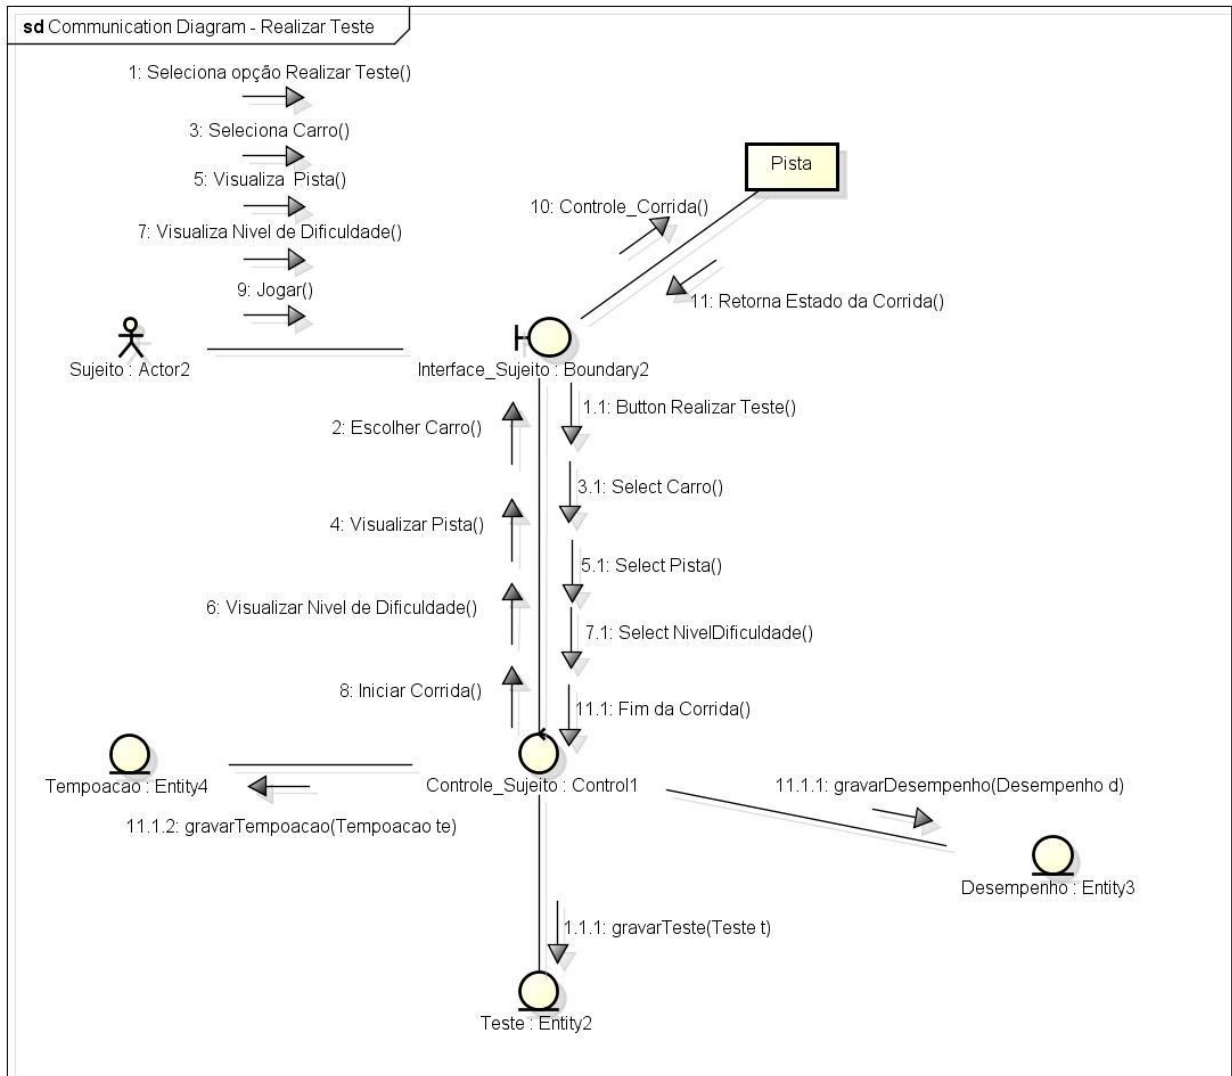 sd Communication Diagram - Realizar Teste
1: Seleciona opção Realizar Teste()
3: Seleciona Carro()
5: Visualiza  Pista()
7: Visualiza Nivel de Dificuldade()
9: Jogar()
Pista
10: Controle_Corrida()
11: Retorna Estado da Corrida()
Sujeito : Actor2
Interface_Sujeito : Boundary2
1.1: Button Realizar Teste()
2: Escolher Carro()
3.1: Select Carro()
4: Visualizar Pista()
5.1: Select Pista()
6: Visualizar Nivel de Dificuldade()
7.1: Select NivelDificuldade()
8: Iniciar Corrida()
11.1: Fim da Corrida()
Tempoacao : Entity4
Controle_Sujeito : Control1
11.1.1: gravarDesempenho(Desempenho d)
11.1.2: gravarTempoacao(Tempoacao te)
Desempenho : Entity3
1.1.1: gravarTeste(Teste t)
Teste : Entity2